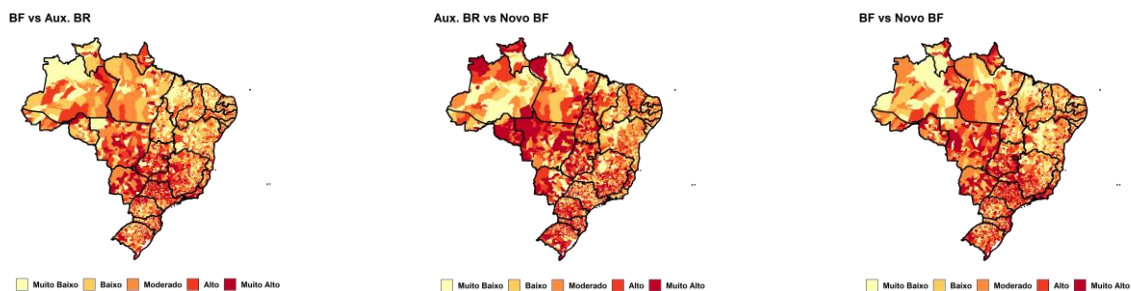 BF vs Aux. BR
Aux. BR vs Novo BF
BF vs Novo BF
Muito Baixo Baixo Moderado Alto Muito Alto
Muito Baixo Baixo Moderado Alto Muito Alto
Muito Baixo Baixo Moderado Alto Muito Alto